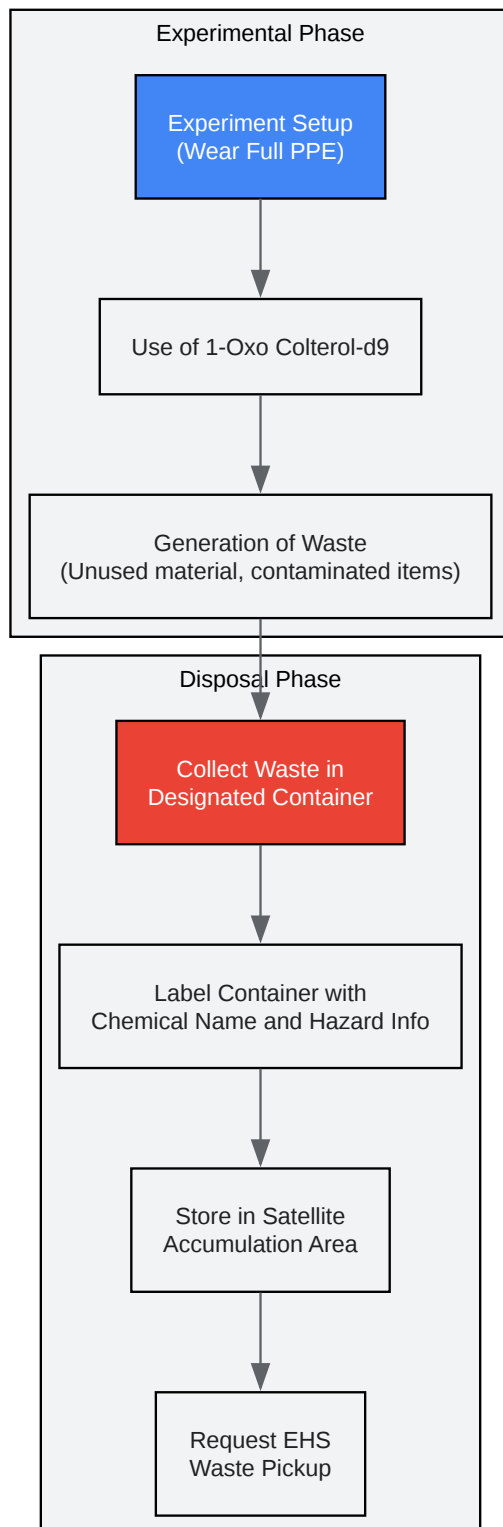 Experimental Phase
Experiment Setup
(Wear Full PPE)
Use of 1-Oxo Colterol-d9
Generation of Waste
(Unused material, contaminated items)
Disposal Phase
Collect Waste in
Designated Container
Label Container with
Chemical Name and Hazard Info
Store in Satellite
Accumulation Area
Request EHS
Waste Pickup